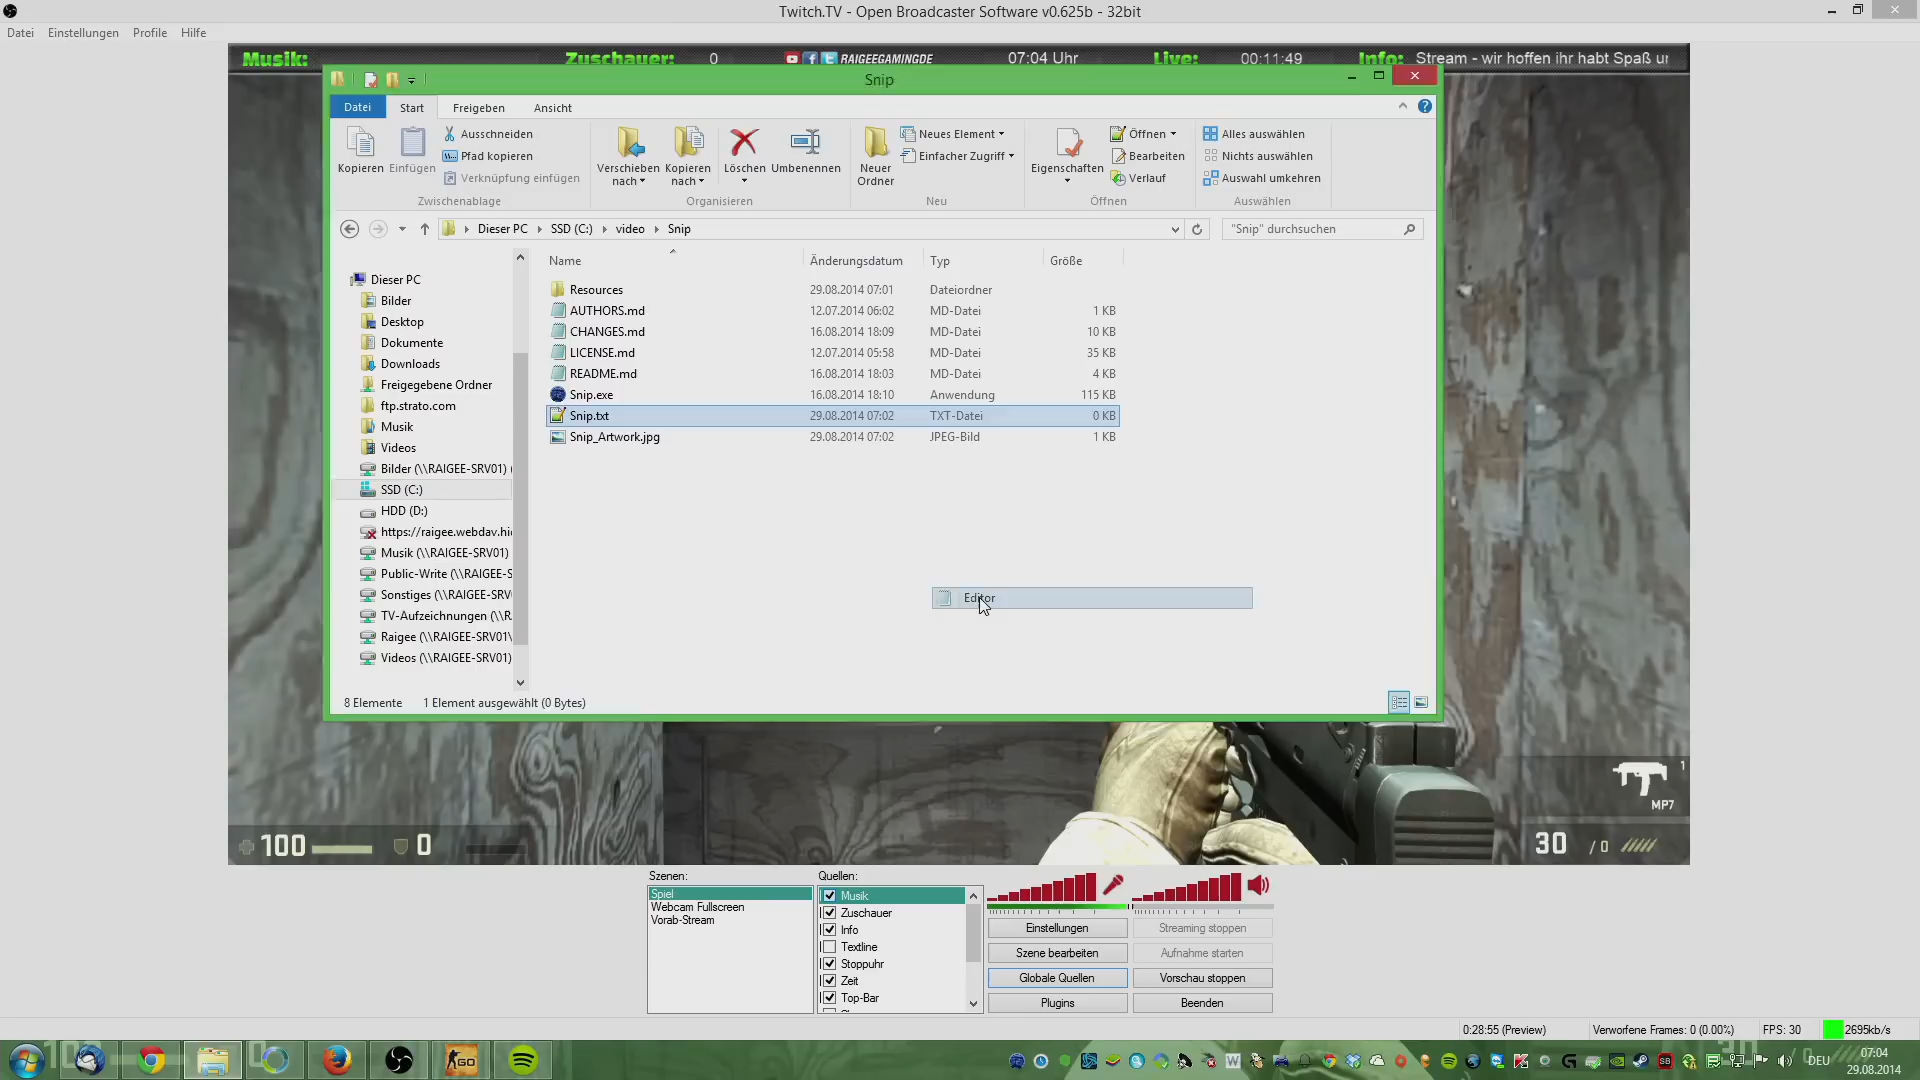 Twitch.TV - Open Broadcaster Software v0.625b - 32bit
Datei Einstellungen Profile Hilfe
Musik: Zuschauer: 0 RAIGEEGAMINGDE 07:04 Uhr Live: 00:11:49 Info: Stream - wir hoffen ihr habt Spaß
Snip
Datei Start Freigeben Ansicht
Kopieren
Einfügen
Ausschneiden
Pfad kopieren
Verknüpfung einfügen
Zwischenablage
Verschieben nach
Kopieren nach
Löschen
Umbenennen
Organisieren
Neuer Ordner
Neues Element
Einfacher Zugriff
Neu
Eigenschaften
Öffnen
Bearbeiten
Verlauf
Öffnen
Alles auswählen
Nichts auswählen
Auswahl umkehren
Auswählen
Dieser PC SSD (C:) video Snip
"Snip" durchsuchen
Dieser PC
Bilder
Desktop
Dokumente
Downloads
Freigegebene Ordner
ftp.strato.com
Musik
Videos
Bilder (\\RAIGEE-SRV01) (
SSD (C:)
HDD (D:)
https://raigee.webdav.hi
Musik (\\RAIGEE-SRV01)
Public-Write (\\RAIGEE-S
Sonstiges (\\RAIGEE-SRV
TV-Aufzeichnungen (\\R
Raigee (\\RAIGEE-SRV01\
Videos (\\RAIGEE-SRV01)
Name Änderungsdatum Typ Größe
Resources 29.08.2014 07:01 Dateiordner
AUTHORS.md 12.07.2014 06:02 MD-Datei 1 KB
CHANGES.md 16.08.2014 18:09 MD-Datei 10 KB
LICENSE.md 12.07.2014 05:58 MD-Datei 35 KB
README.md 16.08.2014 18:03 MD-Datei 4 KB
Snip.exe 16.08.2014 18:10 Anwendung 115 KB
Snip.txt 29.08.2014 07:02 TXT-Datei 0 KB
Snip_Artwork.jpg 29.08.2014 07:02 JPEG-Bild 1 KB
Editor
8 Elemente 1 Element ausgewählt (0 Bytes)
1
MP7
100 0 30 / 0
Szenen:
Spiel
Webcam Fullscreen
Vorab-Stream
Quellen:
Musik
Zuschauer
Info
Textline
Stoppuhr
Zeit
Top-Bar
Einstellungen Streaming stoppen
Szene bearbeiten Aufnahme starten
Globale Quellen Vorschau stoppen
Plugins Beenden
0:28:55 (Preview) Verworfene Frames: 0 (0.00%) FPS: 30 2695kb/s
GO
DEU
07:04
29.08.2014